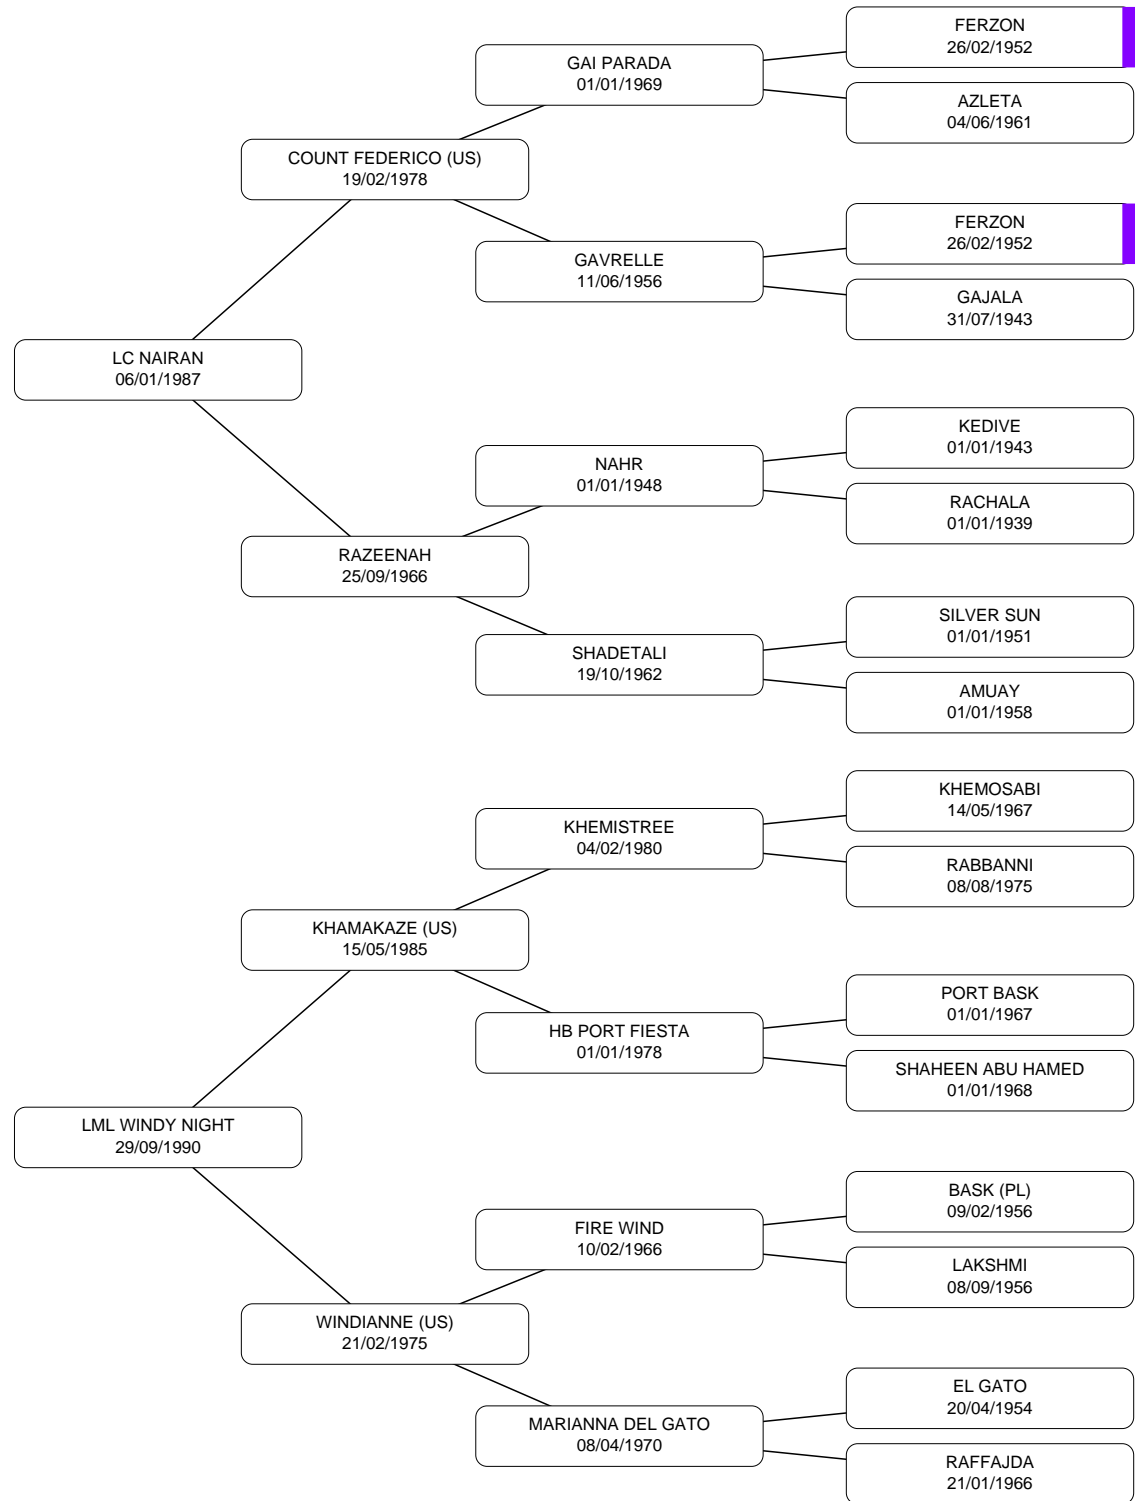 FERZON
26/02/1952
GAI PARADA
01/01/1969
AZLETA
04/06/1961
COUNT FEDERICO (US)
19/02/1978
FERZON
26/02/1952
GAVRELLE
11/06/1956
GAJALA
31/07/1943
LC NAIRAN
06/01/1987
KEDIVE
01/01/1943
NAHR
01/01/1948
RACHALA
01/01/1939
RAZEENAH
25/09/1966
SILVER SUN
01/01/1951
SHADETALI
19/10/1962
AMUAY
01/01/1958
KHEMOSABI
14/05/1967
KHEMISTREE
04/02/1980
RABBANNI
08/08/1975
KHAMAKAZE (US)
15/05/1985
PORT BASK
01/01/1967
HB PORT FIESTA
01/01/1978
SHAHEEN ABU HAMED
01/01/1968
LML WINDY NIGHT
29/09/1990
BASK (PL)
09/02/1956
FIRE WIND
10/02/1966
LAKSHMI
08/09/1956
WINDIANNE (US)
21/02/1975
EL GATO
20/04/1954
MARIANNA DEL GATO
08/04/1970
RAFFAJDA
21/01/1966